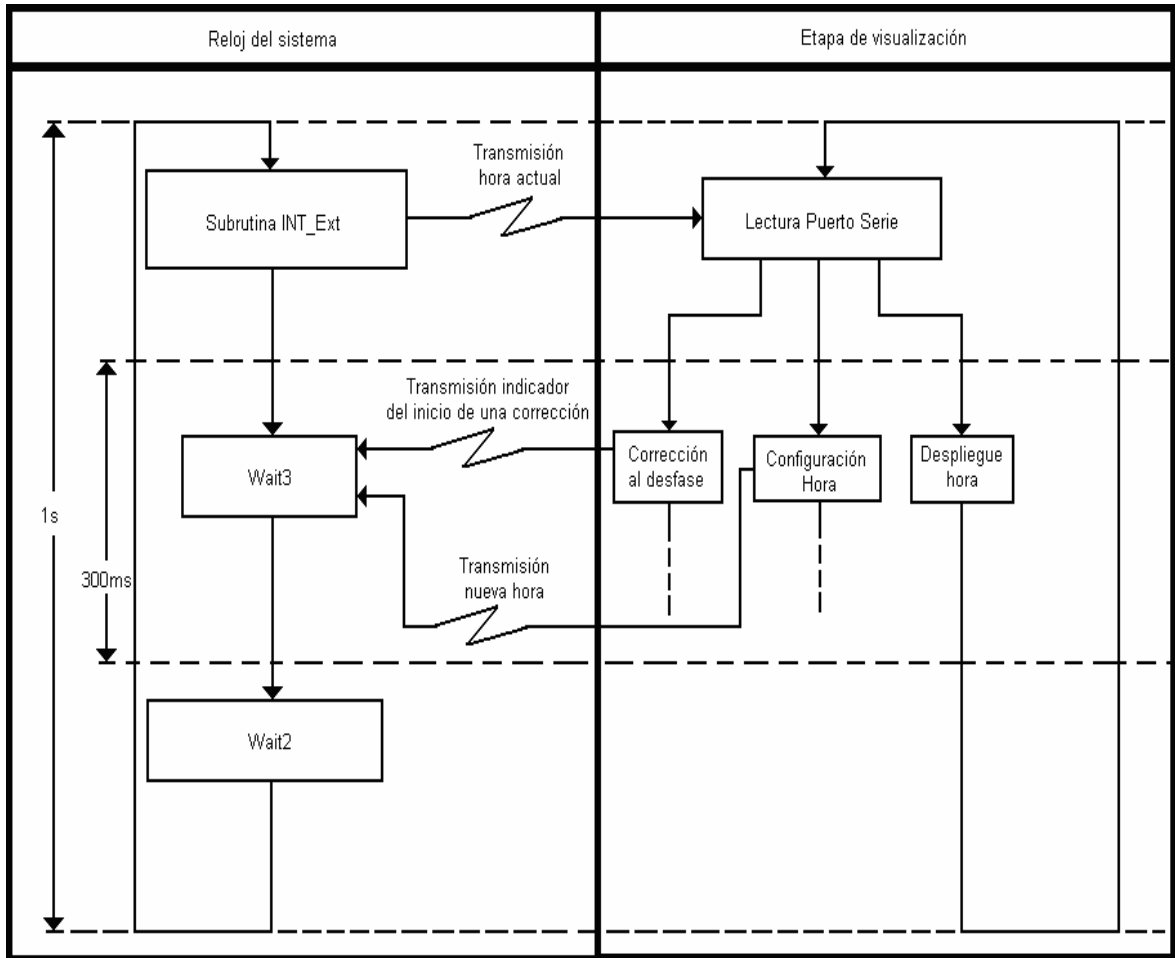 Reloj del sistema
Etapa de visualización
Transmisión
hora actual
Subrutina INT_Ext
Lectura Puerto Serie
Transmisión indicador
del inicio de una corrección
Wait3
Corrección
al desfase
Configuración
Hora
Despliegue
hora
1s
300ms
Transmisión
nueva hora
Wait2